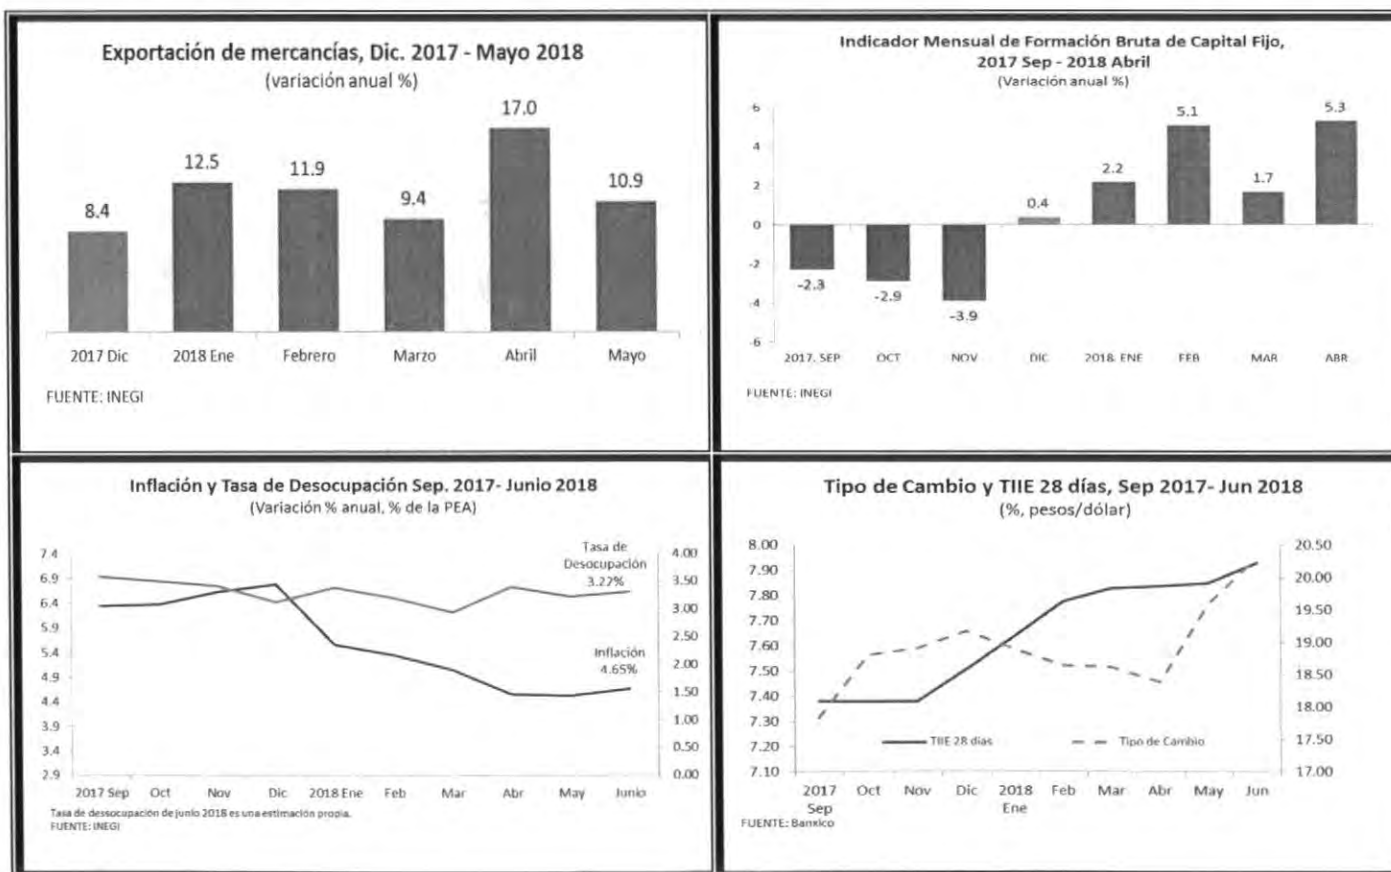 Exportación de mercancías, Dic. 2017 - Mayo 2018
(variación anual %)
17.0
12.5
11.9
10.9
9.4
8.4
2017 Dic 2018 Ene Febrero Marzo Abril Mayo
FUENTE: INEGI
Indicador Mensual de Formación Bruta de Capital Fijo,
2017 Sep - 2018 Abril
(Variación anual %)
6
5.1 5.3
4
2.2
2
1.7
0.4
0
-2
-2.3
-2.9
-4
-3.9
-6
2017. SEP OCT NOV DIC 2018. ENE FEB MAR ABR
FUENTE: INEGI
Inflación y Tasa de Desocupación Sep. 2017- Junio 2018
(Variación % anual, % de la PEA)
7.4 4.00
6.9 3.50
6.4 3.00
5.9 2.50
5.4 2.00
4.9
4.4 1.50
3.9 1.00
3.4 0.50
2.9 0.00
Tasa de
Desocupación
3.22%
Inflación
4.65%
2017 Sep Oct Nov Dic 2018 Ene Feb Mar Abr May Junio
Tasa de dessocupación de junio 2018 es una estimación propia.
FUENTE: INEGI
Tipo de Cambio y TIIE 28 días, Sep 2017- Jun 2018
(%, pesos/dólar)
8.00 20.50
7.90 20.00
7.80 19.50
7.70 19.00
7.60
7.50 18.50
7.40 18.00
7.30 17.50
7.20
7.10 17.00
TIIE 28 días Tipo de Cambio
2017 Sep Oct Nov Dic 2018 Ene Feb Mar Abr May Jun
FUENTE: Banxico